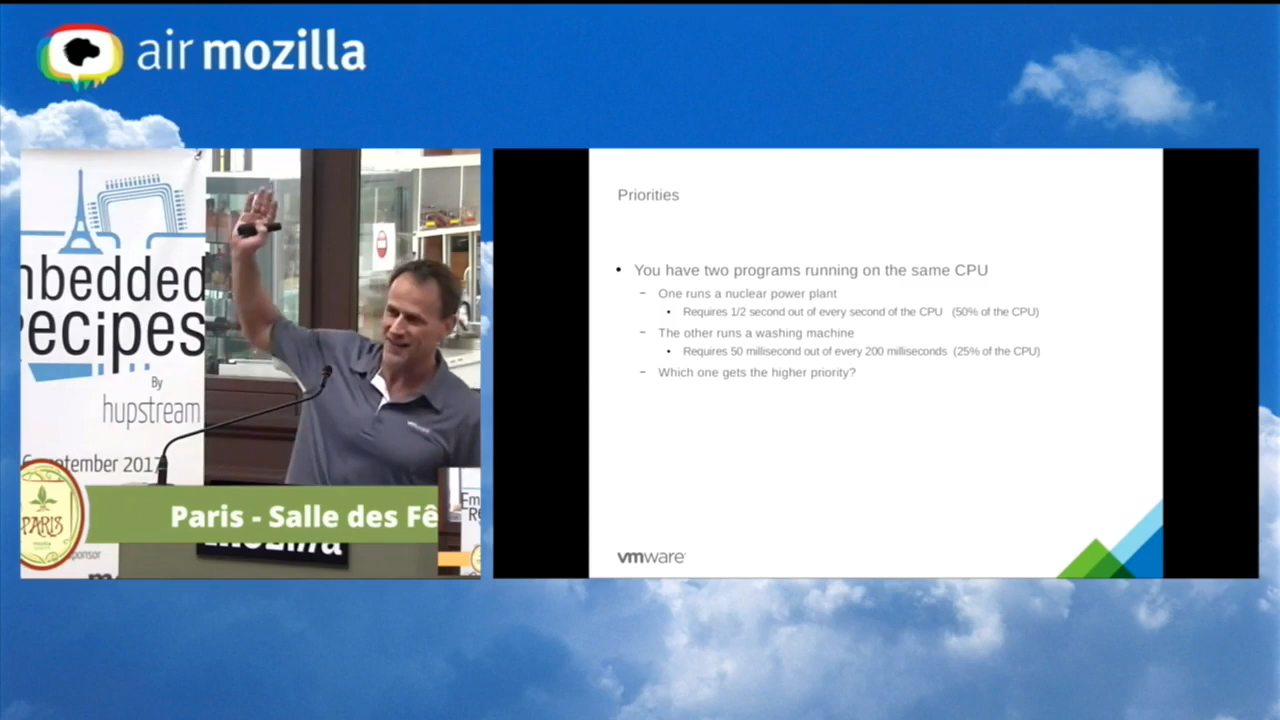 air mozilla
mbedded
ecipes
By
hupstream
September 2017
PARIS
mozilla
Paris - Salle des Fê
Priorities
• You have two programs running on the same CPU
– One runs a nuclear power plant
• Requires 1/2 second out of every second of the CPU (50% of the CPU)
– The other runs a washing machine
• Requires 50 millisecond out of every 200 milliseconds (25% of the CPU)
– Which one gets the higher priority?
vmware